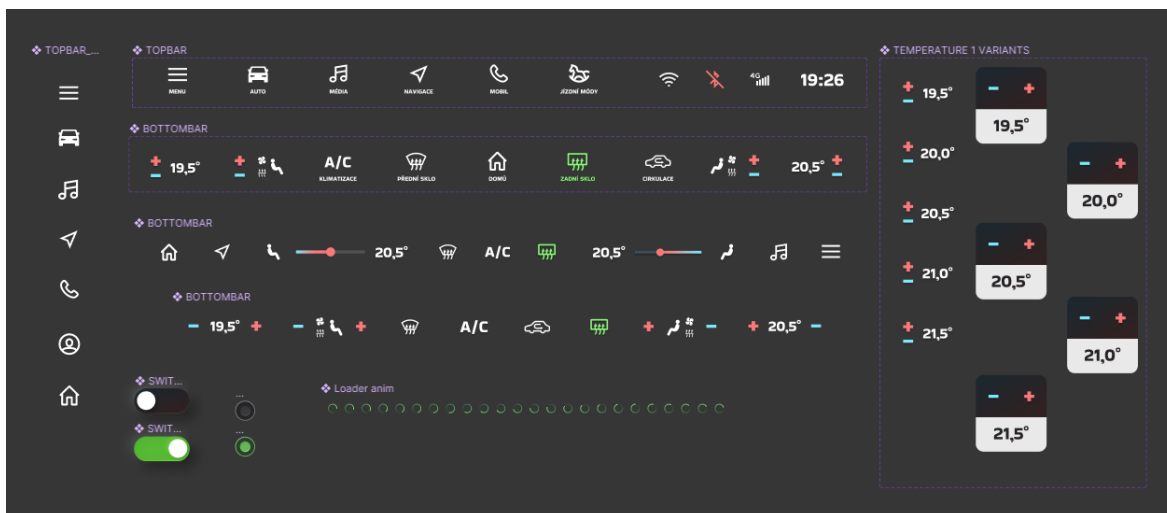 TOPBAR_...
TOPBAR
MENU
AUTO
MÉDIA
NAVIGACE
MOBIL
JÍZDNÍ MÓDY
4G
19:26
BOTTOMBAR
19,5°
A/C
KLIMATIZACE
PŘEDNÍ SKLO
DOMŮ
ZADNÍ SKLO
CIRKULACE
20,5°
BOTTOMBAR
20,5°
A/C
20,5°
BOTTOMBAR
19,5°
A/C
20,5°
SWIT...
...
SWIT...
...
Loader anim
TEMPERATURE 1 VARIANTS
19,5°
19,5°
20,0°
20,0°
20,5°
20,5°
21,0°
21,0°
21,5°
21,5°